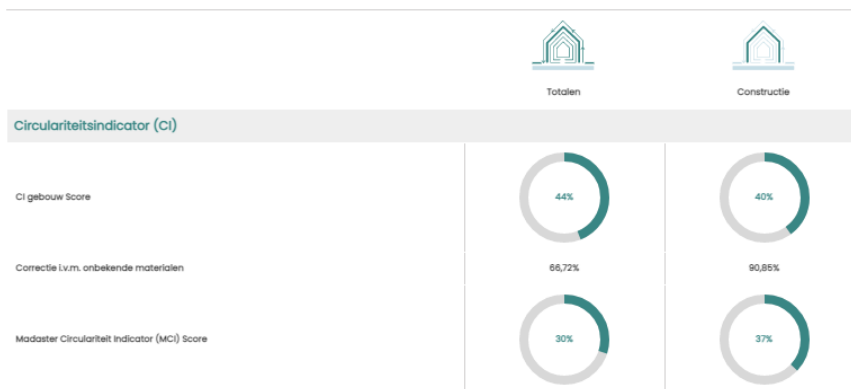 Totalen
Constructie
Circulariteitsindicator (CI)
CI gebouw Score
44%
40%
Correctie i.v.m. onbekende materialen
66,72%
90,85%
Madaster Circulariteit Indicator (MCI) Score
30%
37%